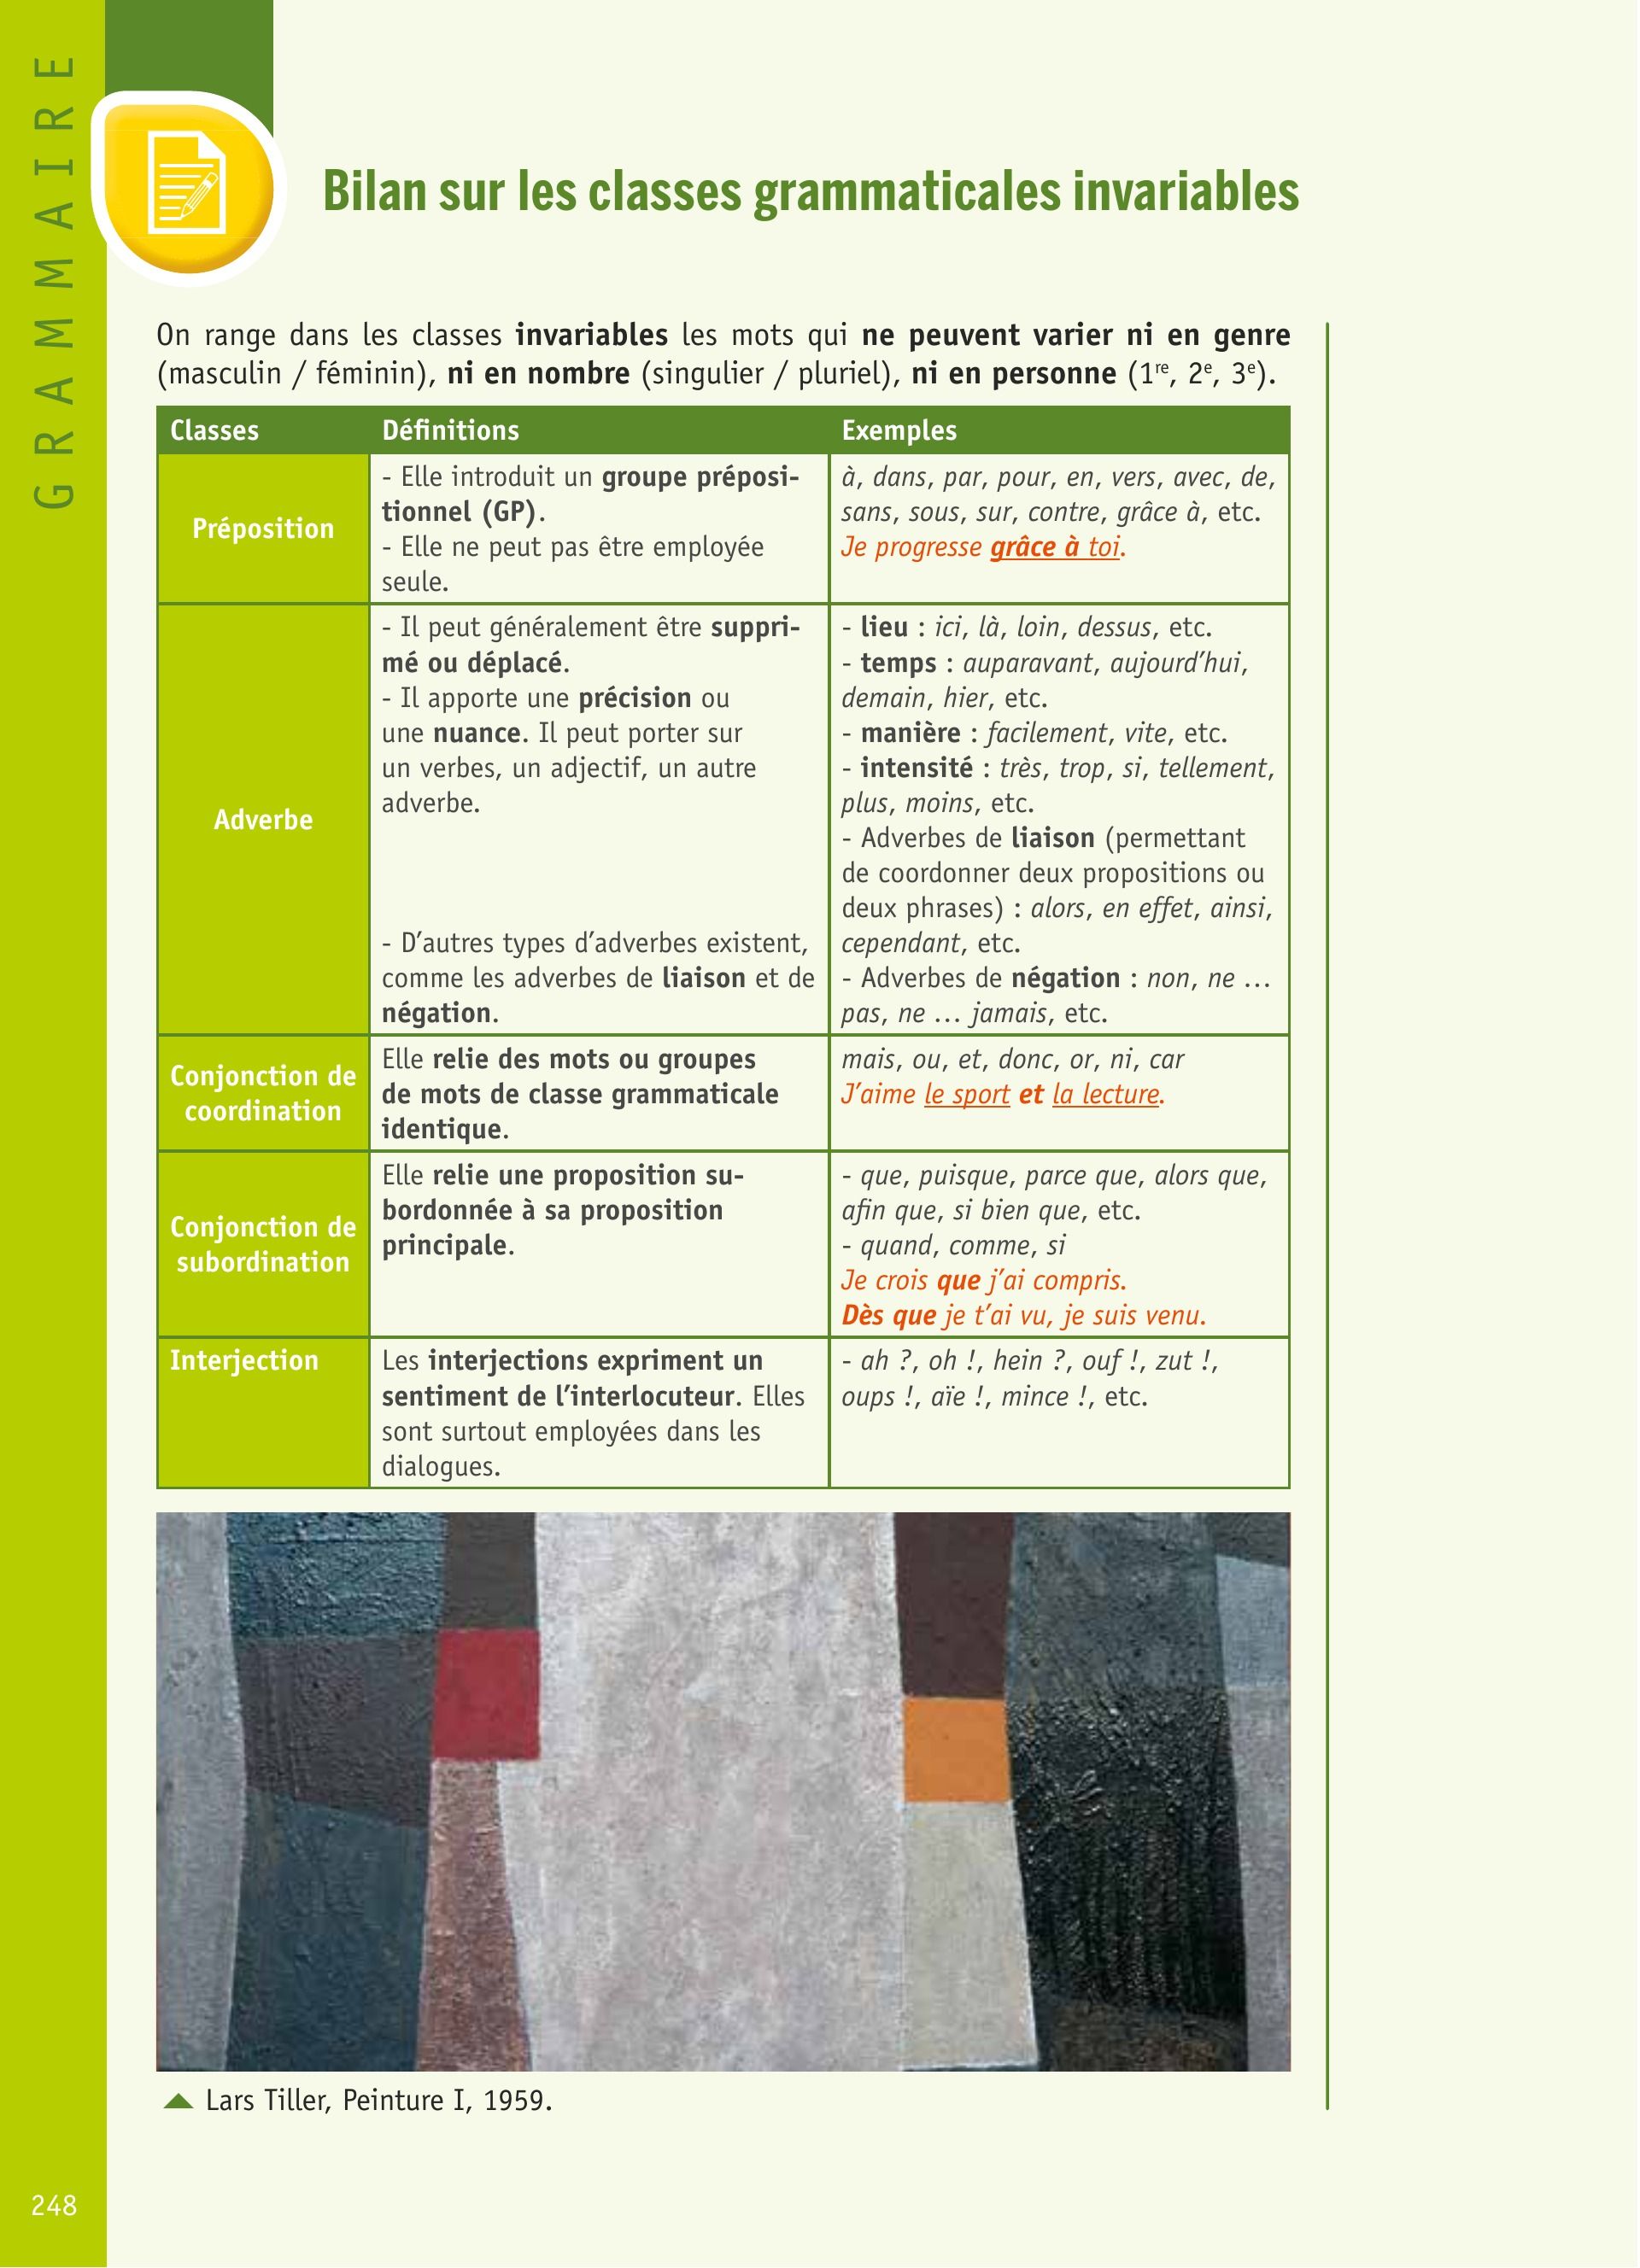 GRAMMAIRE
Bilan sur les classes grammaticales invariables
On range dans les classes invariables les mots qui ne peuvent varier ni en genre
(masculin / féminin), ni en nombre (singulier / pluriel), ni en personne (1re, 2e, 3e).
Classes Définitions Exemples
Préposition
- Elle introduit un groupe préposi-
tionnel (GP).
- Elle ne peut pas être employée
seule.
à, dans, par, pour, en, vers, avec, de,
sans, sous, sur, contre, grâce à, etc.
Je progresse grâce à toi.
Adverbe
- Il peut généralement être suppri-
mé ou déplacé.
- Il apporte une précision ou
une nuance. Il peut porter sur
un verbes, un adjectif, un autre
adverbe.
- D’autres types d’adverbes existent,
comme les adverbes de liaison et de
négation.
- lieu : ici, là, loin, dessus, etc.
- temps : auparavant, aujourd’hui,
demain, hier, etc.
- manière : facilement, vite, etc.
- intensité : très, trop, si, tellement,
plus, moins, etc.
- Adverbes de liaison (permettant
de coordonner deux propositions ou
deux phrases) : alors, en effet, ainsi,
cependant, etc.
- Adverbes de négation : non, ne …
pas, ne … jamais, etc.
Conjonction de
coordination
Elle relie des mots ou groupes
de mots de classe grammaticale
identique.
mais, ou, et, donc, or, ni, car
J’aime le sport et la lecture.
Conjonction de
subordination
Elle relie une proposition su-
bordonnée à sa proposition
principale.
- que, puisque, parce que, alors que,
afin que, si bien que, etc.
- quand, comme, si
Je crois que j’ai compris.
Dès que je t’ai vu, je suis venu.
Interjection
Les interjections expriment un
sentiment de l’interlocuteur. Elles
sont surtout employées dans les
dialogues.
- ah ?, oh !, hein ?, ouf !, zut !,
oups !, aïe !, mince !, etc.
Lars Tiller, Peinture I, 1959.
248